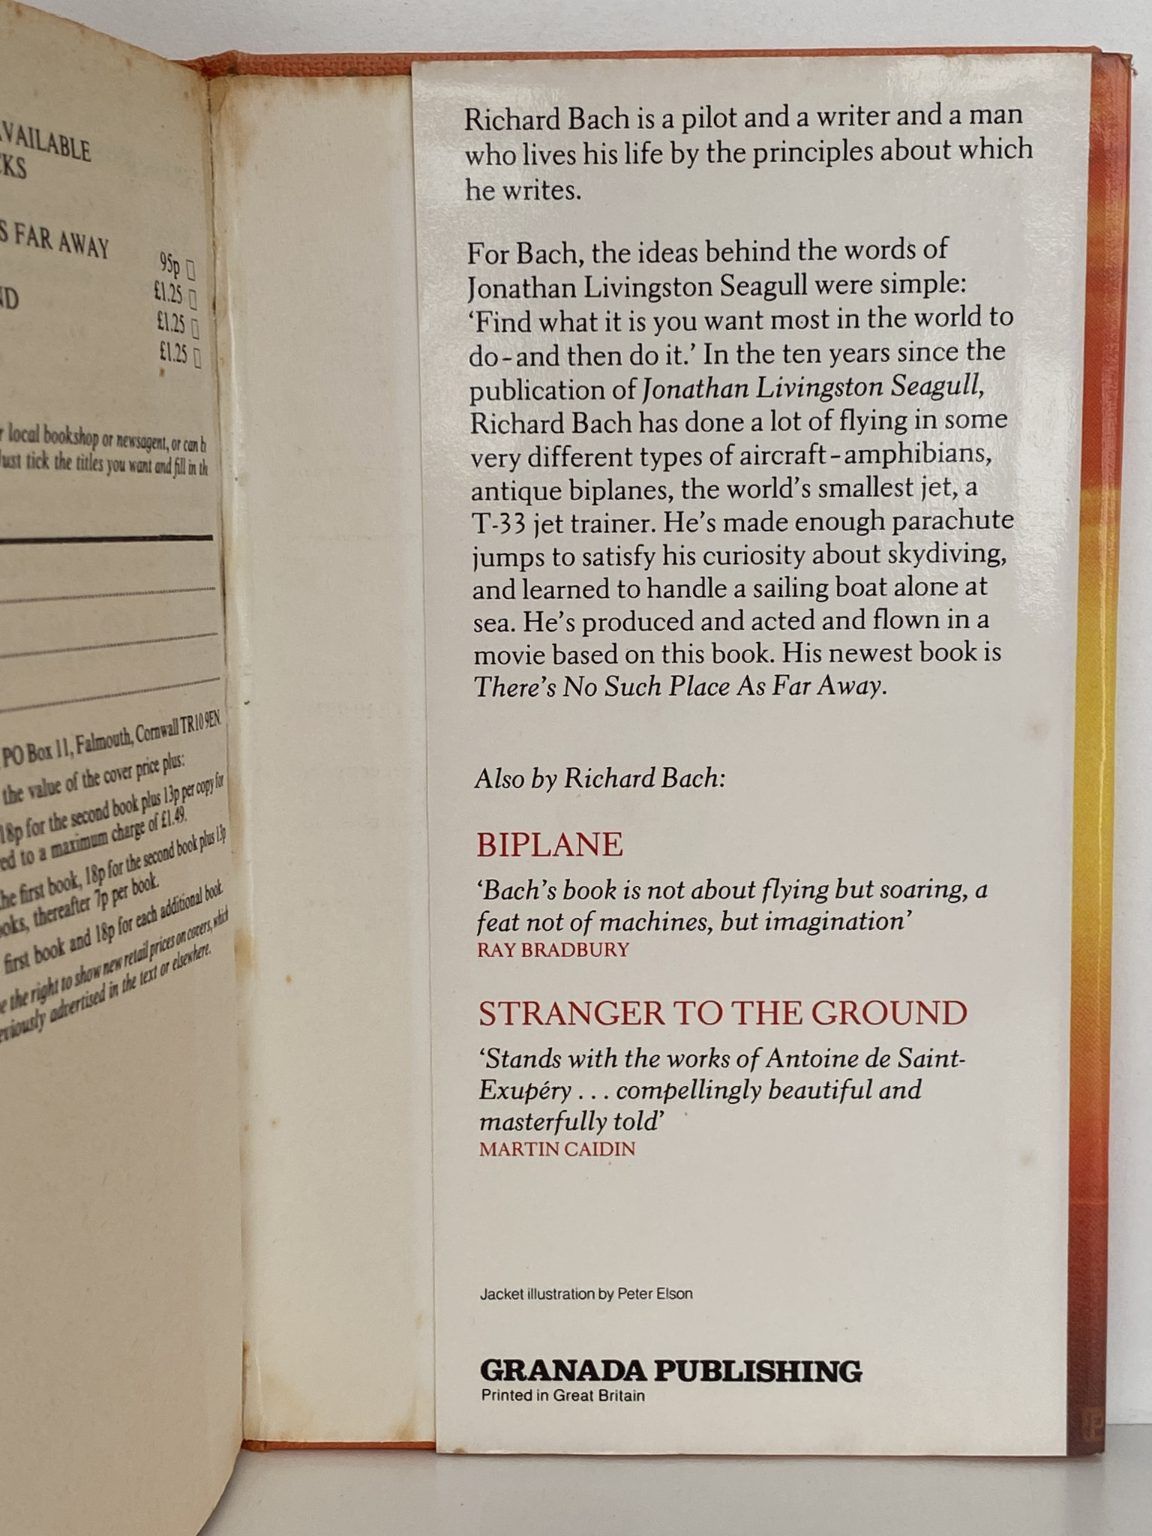 VAILABLE
KS
S FAR AWAY
95p
£1.25
ND
£1.25
£1.25
local bookshop or newsagent, or can b
ust tick the titles you want and fill in th
PO Box 11, Falmouth, Cornwall TR10 9EN.
the value of the cover price plus:
18p for the second book plus 13p per copy for
ed to a maximum charge of £1.49.
he first book, 18p for the second book plus 13p
oks, thereafter 7p per book.
first book and 18p for each additional book.
e the right to show new retail prices on covers, which
eviously advertised in the text or elsewhere.
Richard Bach is a pilot and a writer and a man
who lives his life by the principles about which
he writes.
For Bach, the ideas behind the words of
Jonathan Livingston Seagull were simple:
‘Find what it is you want most in the world to
do–and then do it.’ In the ten years since the
publication of Jonathan Livingston Seagull,
Richard Bach has done a lot of flying in some
very different types of aircraft–amphibians,
antique biplanes, the world’s smallest jet, a
T-33 jet trainer. He’s made enough parachute
jumps to satisfy his curiosity about skydiving,
and learned to handle a sailing boat alone at
sea. He’s produced and acted and flown in a
movie based on this book. His newest book is
There’s No Such Place As Far Away.
Also by Richard Bach:
BIPLANE
‘Bach’s book is not about flying but soaring, a
feat not of machines, but imagination’
RAY BRADBURY
STRANGER TO THE GROUND
‘Stands with the works of Antoine de Saint-
Exupéry . . . compellingly beautiful and
masterfully told’
MARTIN CAIDIN
Jacket illustration by Peter Elson
GRANADA PUBLISHING
Printed in Great Britain